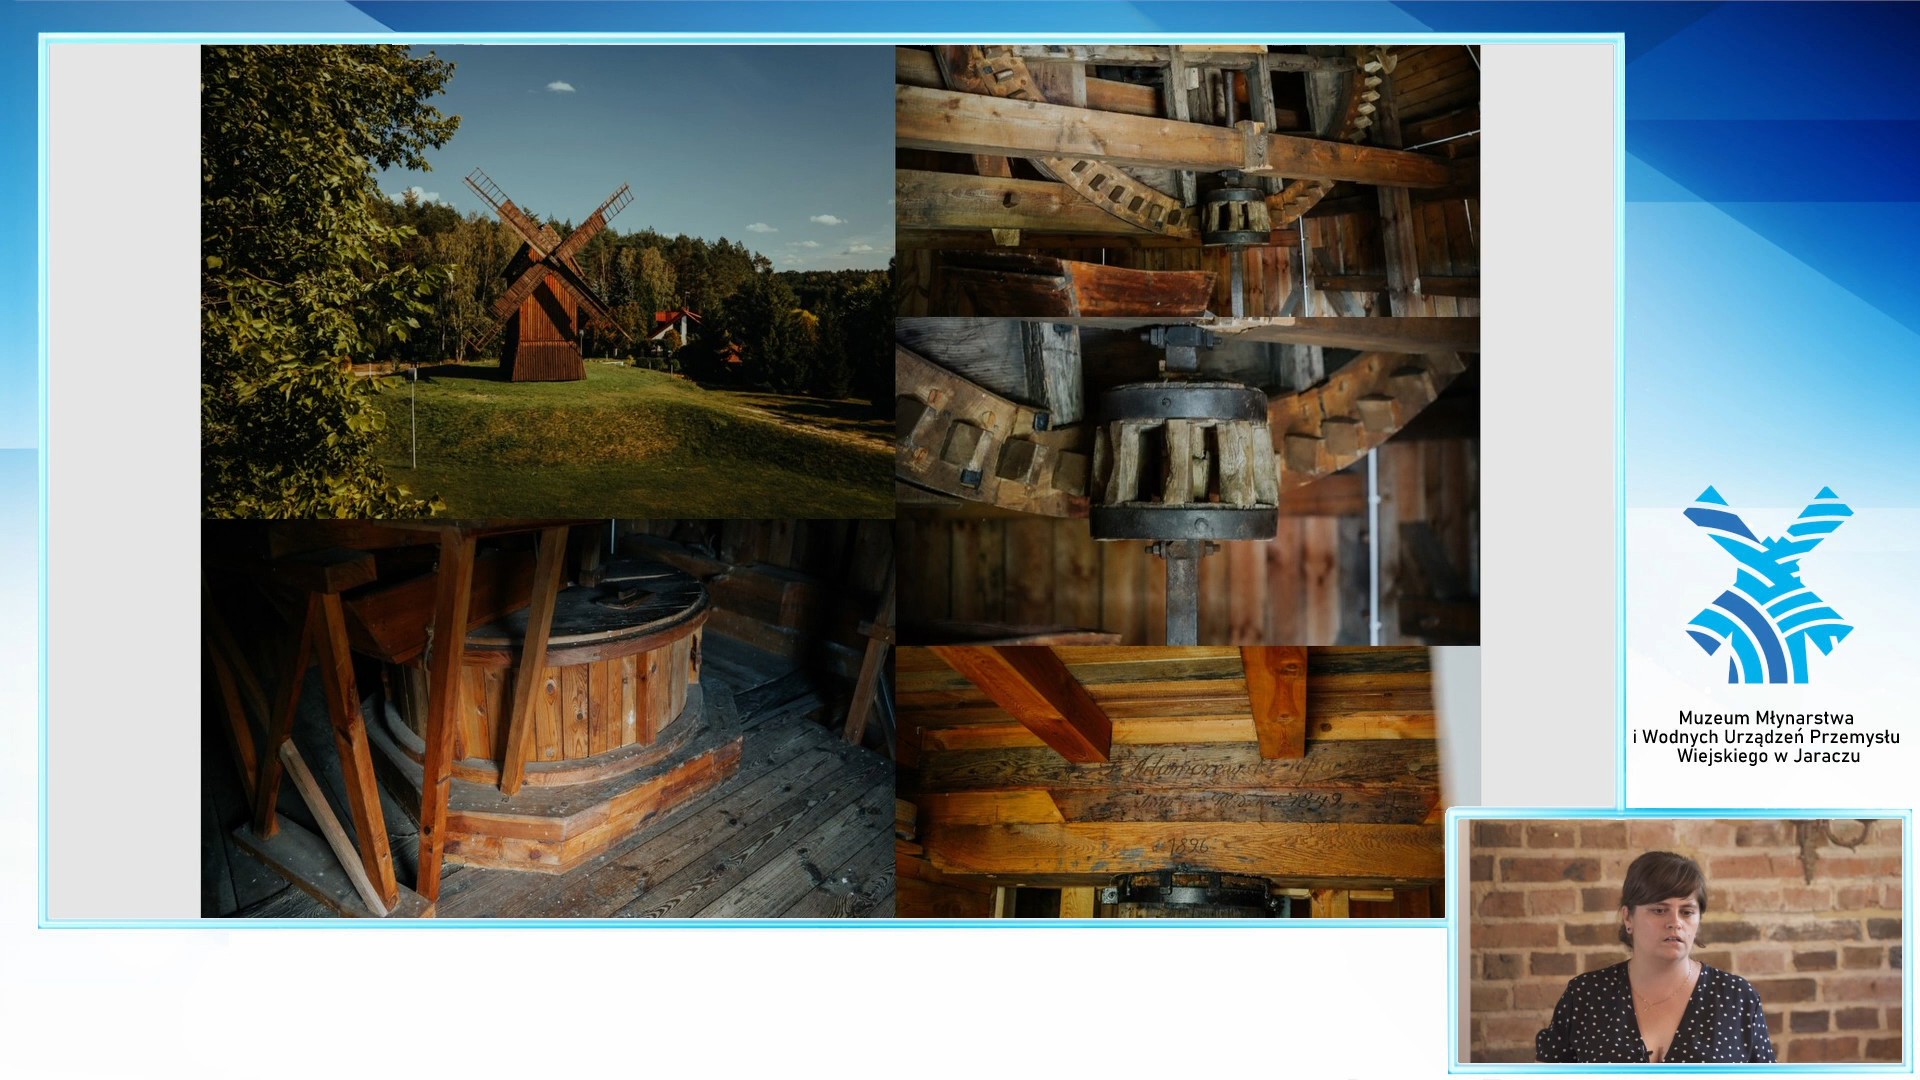 1849
1896
Muzeum Młynarstwa
i Wodnych Urządzeń Przemysłu
Wiejskiego w Jaraczu